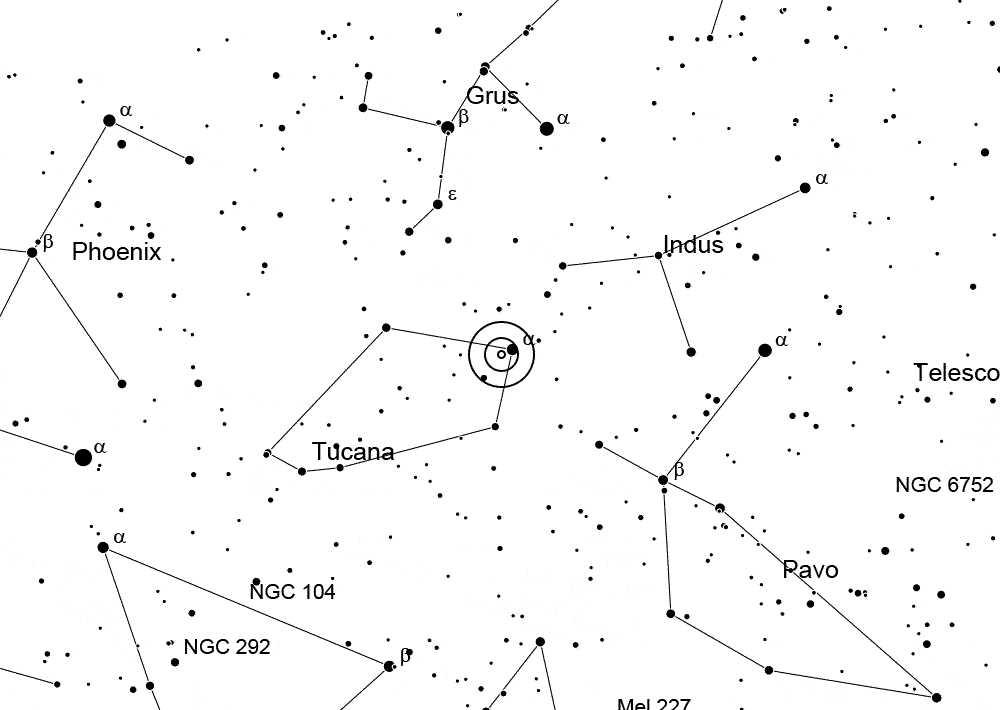 α
Grus
β
α
α
ε
β
Phoenix
Indus
α
α
Telesco
α
Tucana
β
NGC 6752
α
Pavo
NGC 104
NGC 292
β
Mel 227